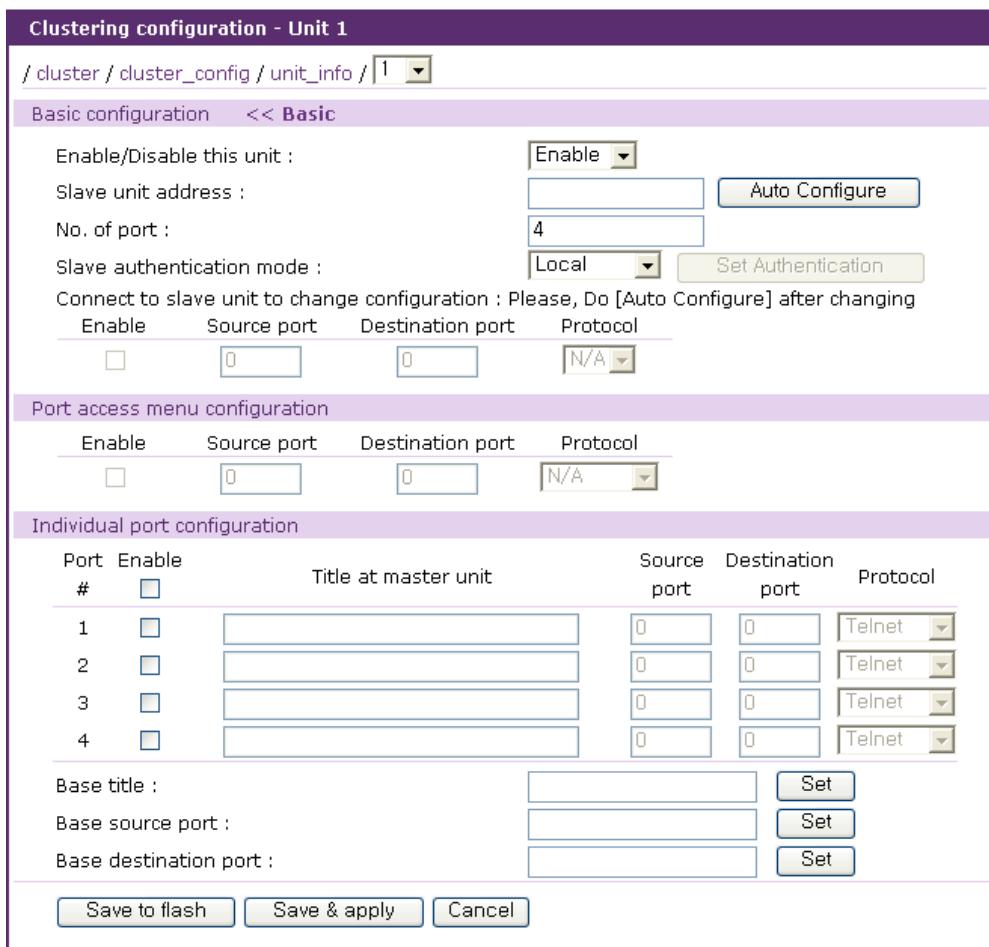 Clustering configuration - Unit 1
/ cluster / cluster_config / unit_info / 1
Basic configuration << Basic
Enable/Disable this unit : Enable
Slave unit address : Auto Configure
No. of port : 4
Slave authentication mode : Local Set Authentication
Connect to slave unit to change configuration : Please, Do [Auto Configure] after changing
Enable Source port Destination port Protocol
0 0 N/A
Port access menu configuration
Enable Source port Destination port Protocol
0 0 N/A
Individual port configuration
Port # Enable Title at master unit Source port Destination port Protocol
1 0 0 Telnet
2 0 0 Telnet
3 0 0 Telnet
4 0 0 Telnet
Base title : Set
Base source port : Set
Base destination port : Set
Save to flash Save & apply Cancel